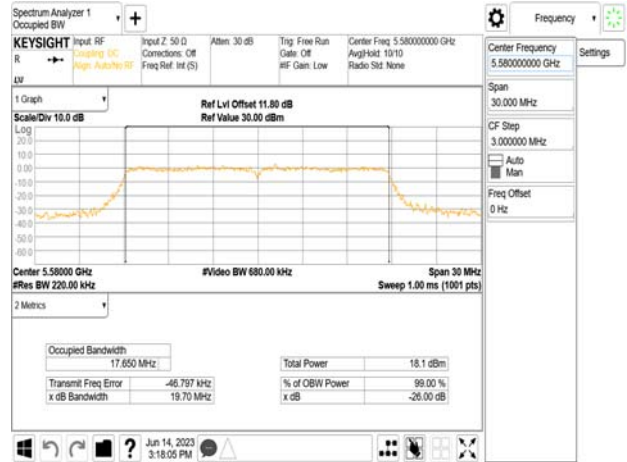 Spectrum Analyzer 1
Occupied BW
Frequency
KEYSIGHT
Input: RF
Coupling: DC
Align: Auto/No RF
Input Z: 50 Ω
Corrections: Off
Freq Ref: Int (S)
Atten: 30 dB
Trig: Free Run
Gate: Off
#IF Gain: Low
Center Freq: 5.580000000 GHz
Avg|Hold: 10/10
Radio Std: None
R
LXI
1 Graph
Scale/Div 10.0 dB
Ref Lvl Offset 11.80 dB
Ref Value 30.00 dBm
Log
20.0
10.0
0.00
-10.0
-20.0
-30.0
-40.0
-50.0
-60.0
Center 5.58000 GHz
#Res BW 220.00 kHz
#Video BW 680.00 kHz
Span 30 MHz
Sweep 1.00 ms (1001 pts)
2 Metrics
Occupied Bandwidth
17.650 MHz
Transmit Freq Error -46.797 kHz
x dB Bandwidth 19.70 MHz
Total Power 18.1 dBm
% of OBW Power 99.00 %
x dB -26.00 dB
Center Frequency
5.580000000 GHz
Settings
Span
30.000 MHz
CF Step
3.000000 MHz
Auto
Man
Freq Offset
0 Hz
Jun 14, 2023
3:18:05 PM